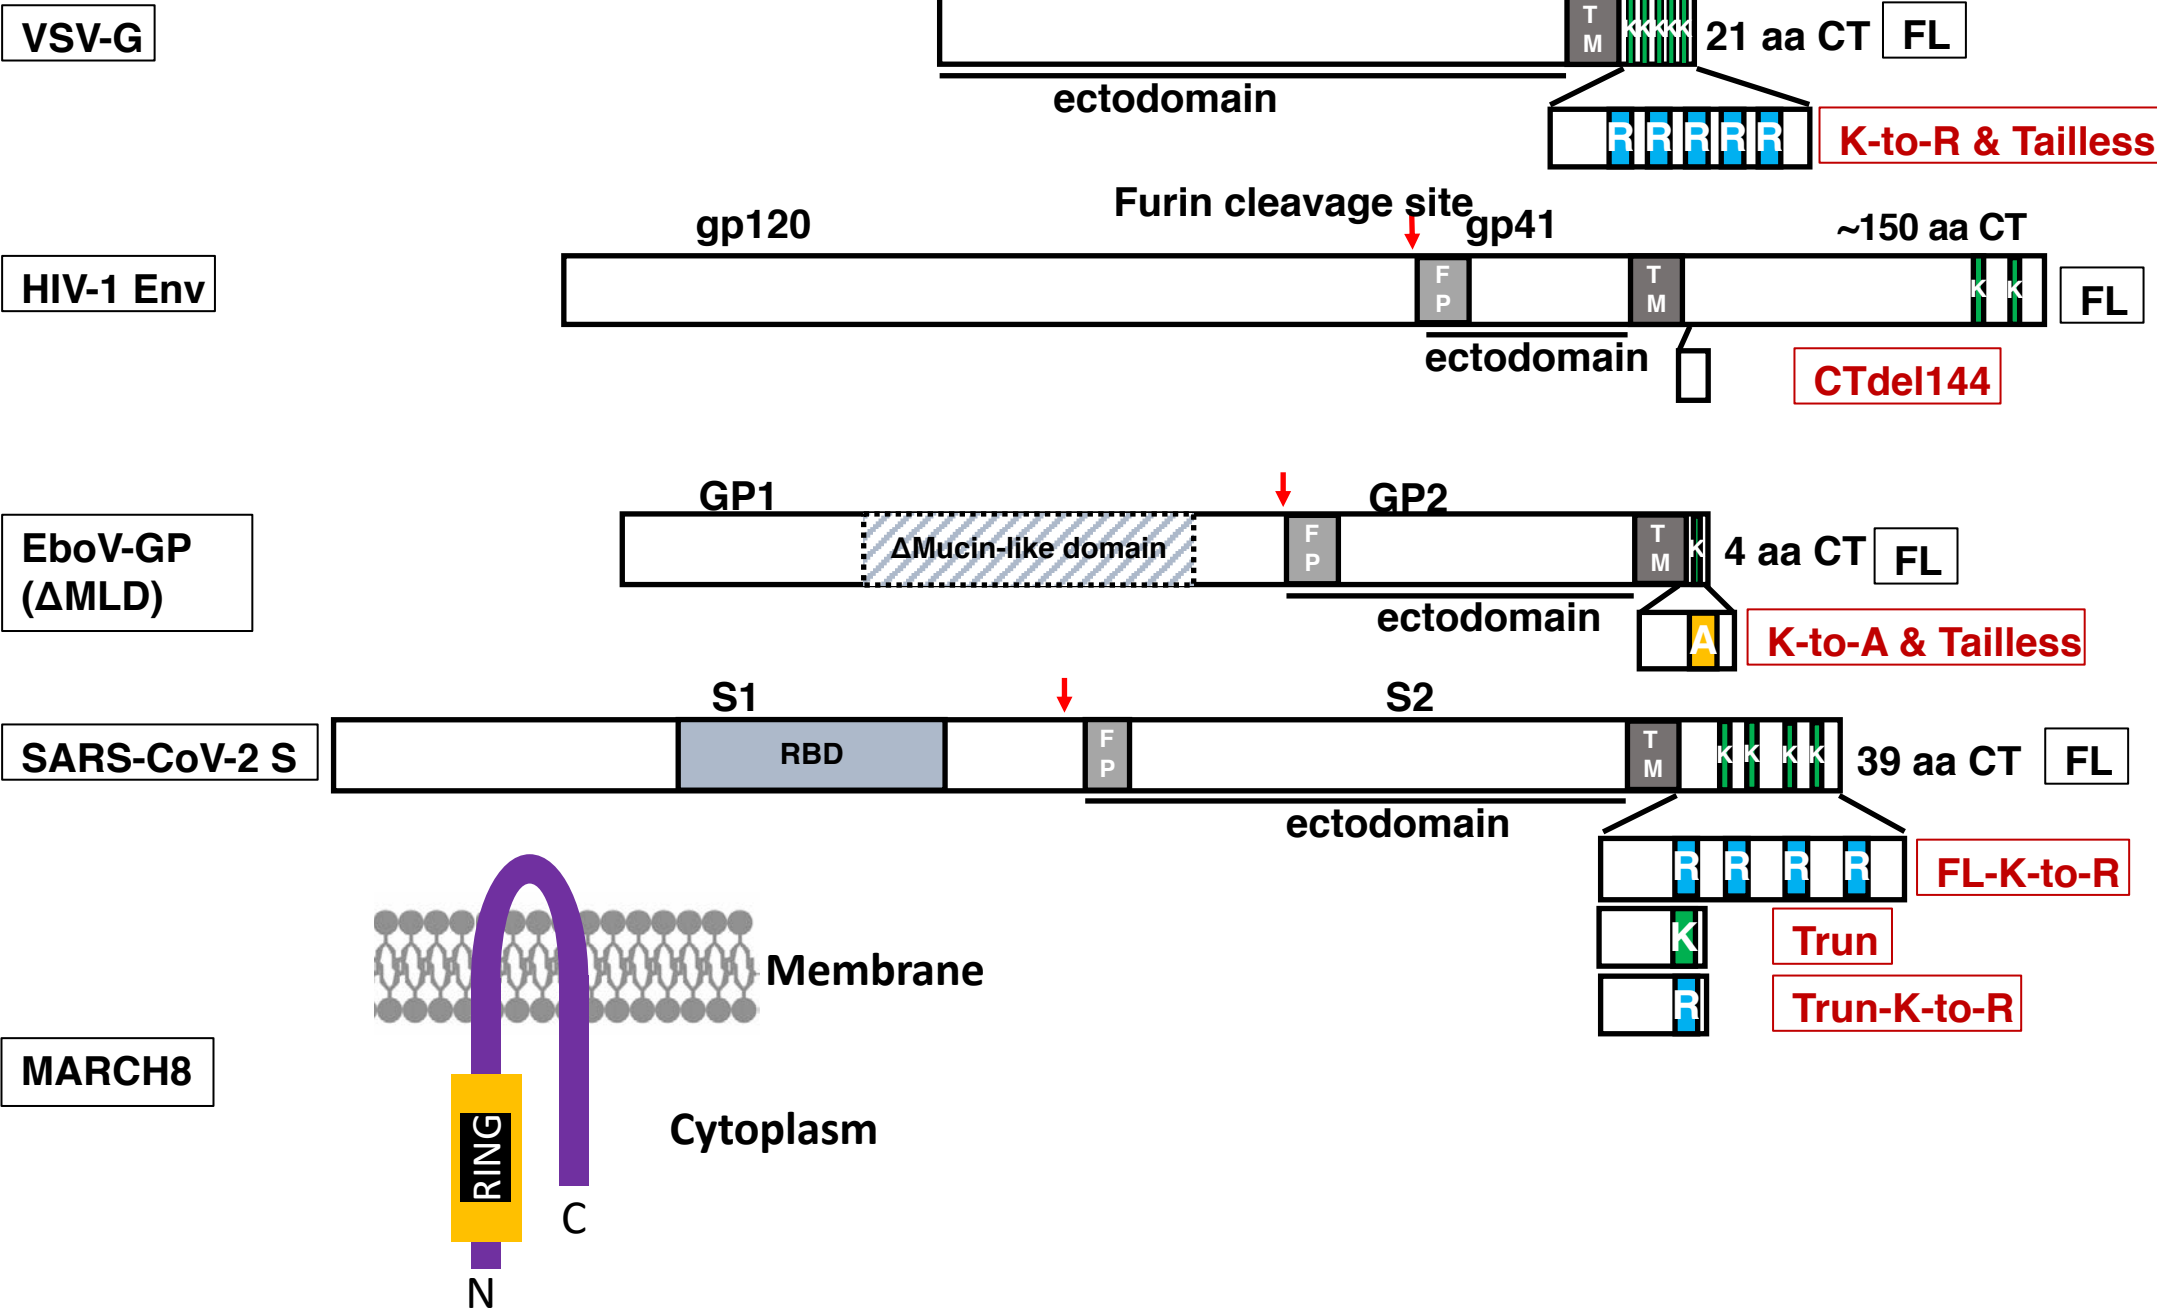 VSV-G
T
M
K K K K K
21 aa CT
FL
ectodomain
R R R R R
K-to-R & Tailless
Furin cleavage site
gp120
gp41
~150 aa CT
HIV-1 Env
F
P
T
M
K K
FL
ectodomain
CTdel144
GP1
GP2
EboV-GP
(ΔMLD)
ΔMucin-like domain
F
P
T
M
K
4 aa CT
FL
ectodomain
A
K-to-A & Tailless
S1
S2
SARS-CoV-2 S
RBD
F
P
T
M
K K K K
39 aa CT
FL
ectodomain
R R R R
FL-K-to-R
K
Trun
R
Trun-K-to-R
Membrane
MARCH8
Cytoplasm
RING
C
N